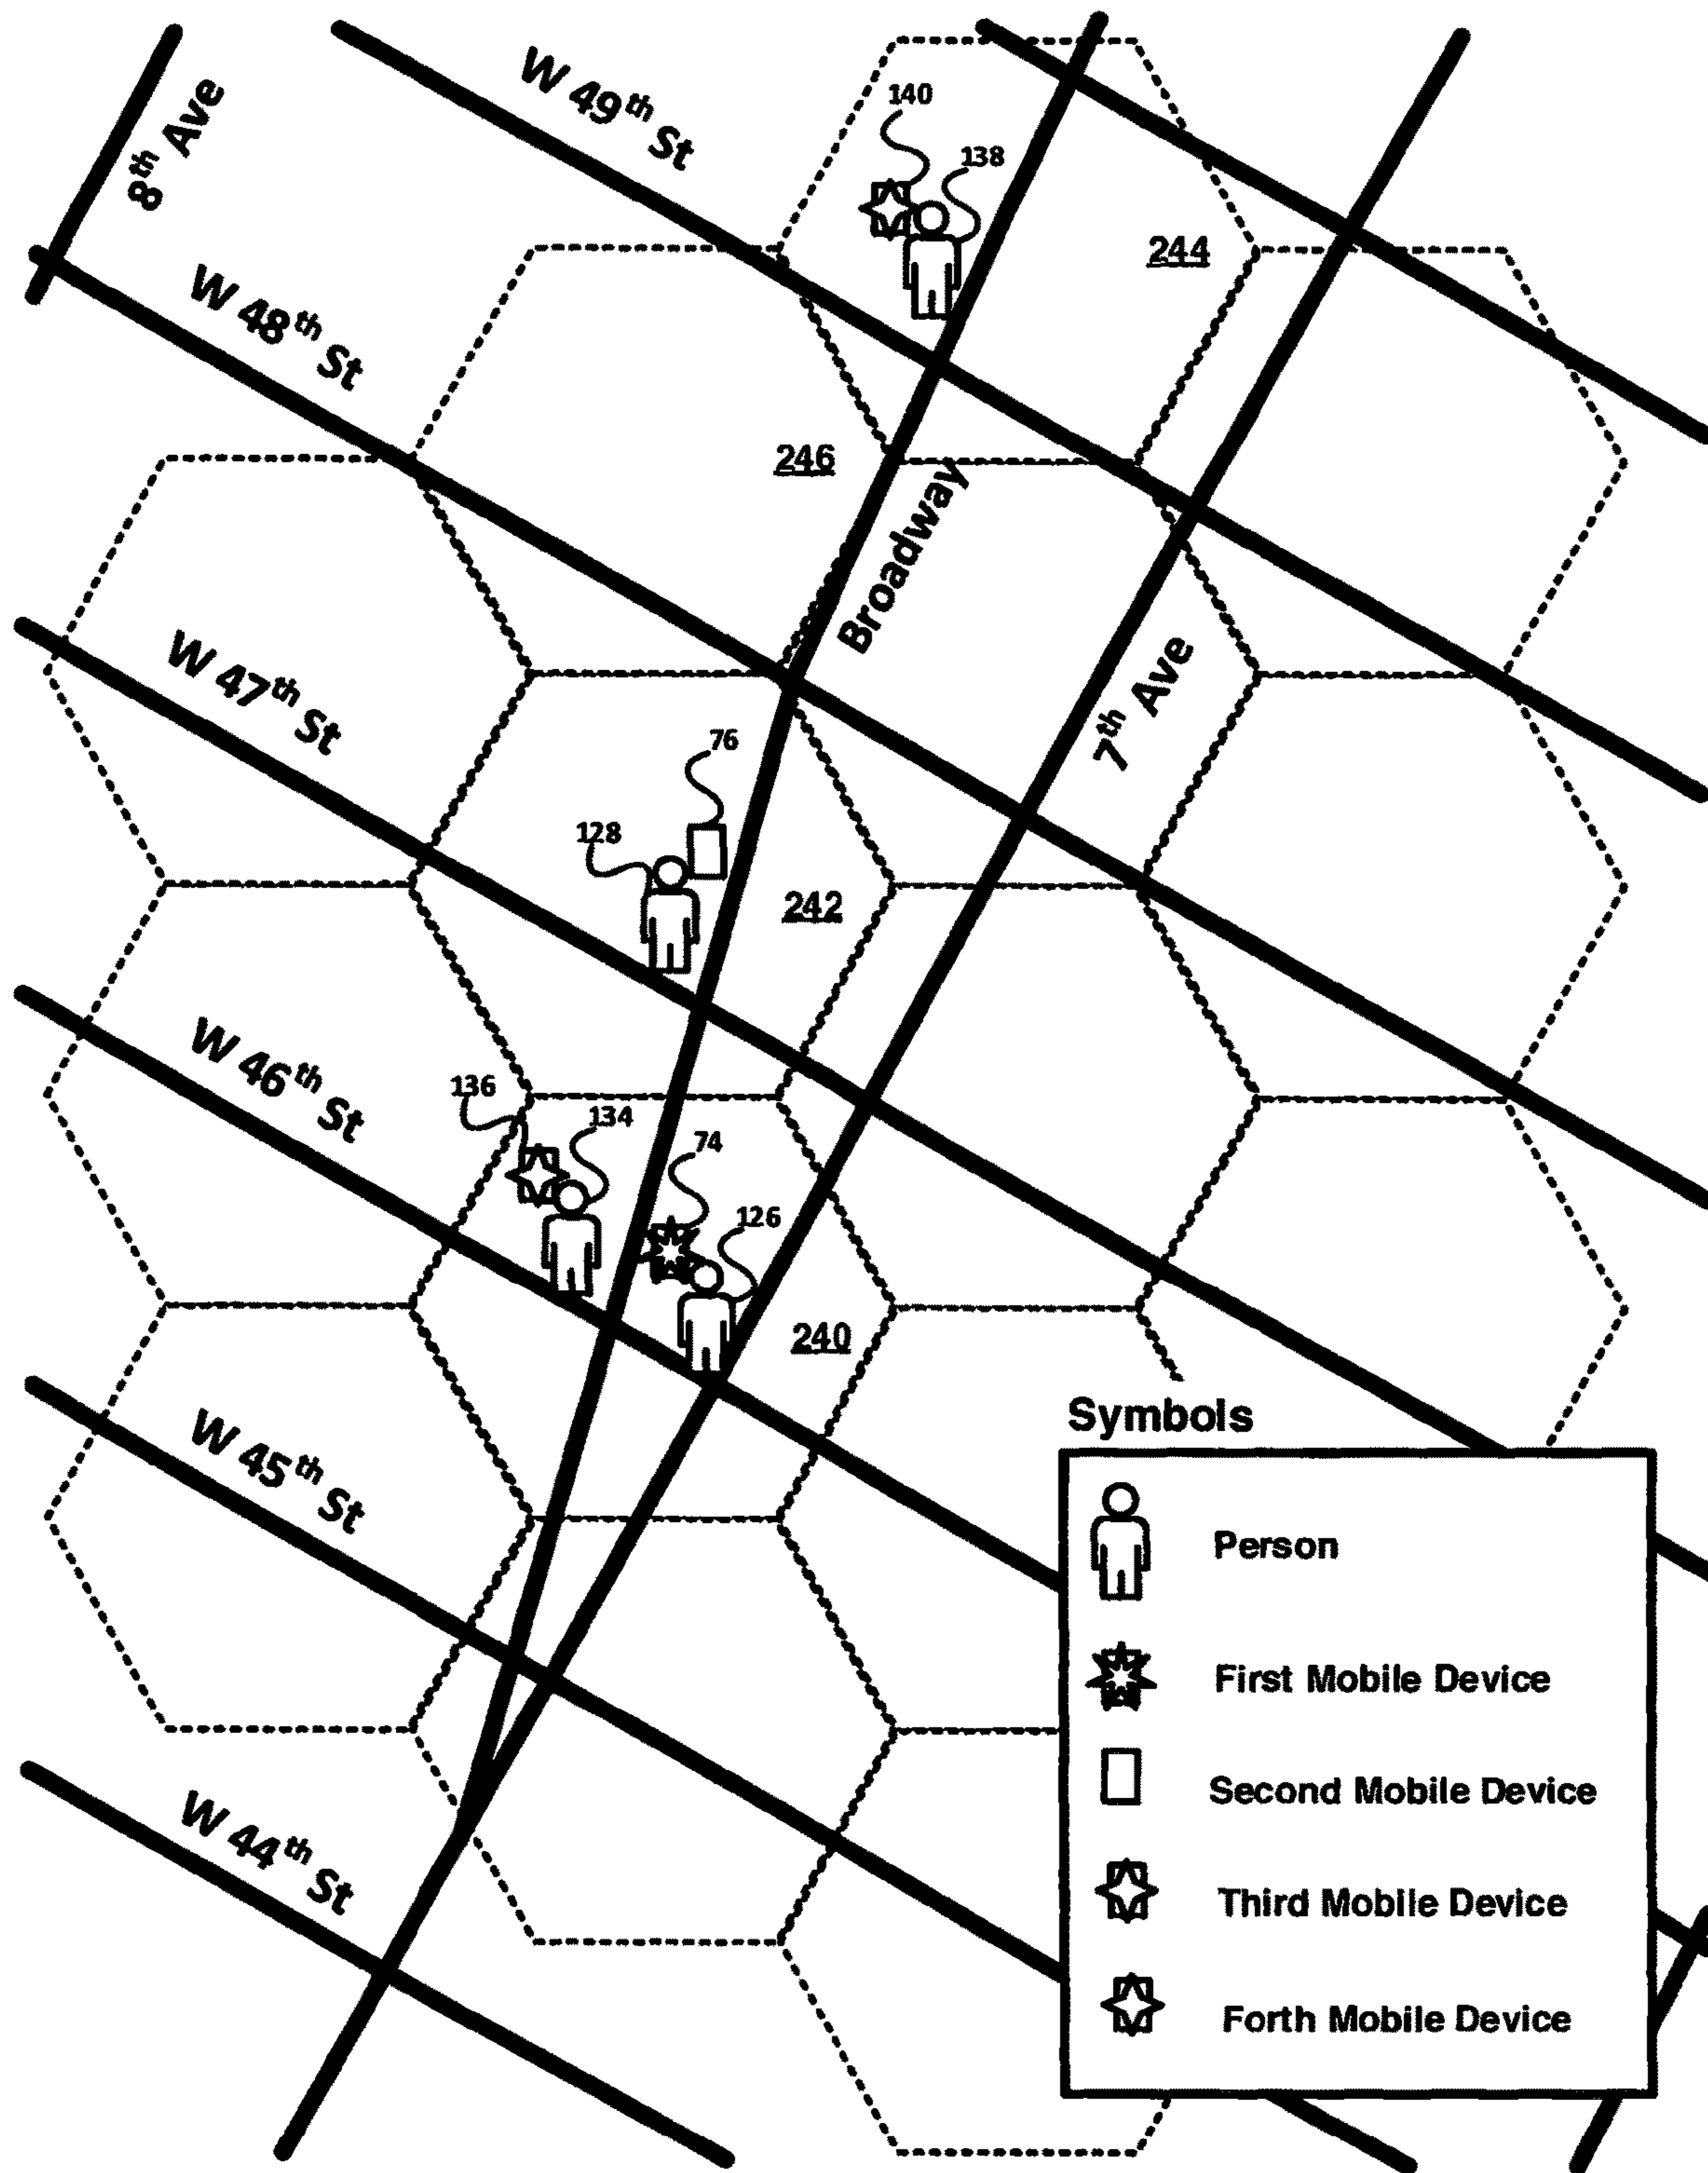 8th Ave
W 49th St
140
138
244
W 48th St
246
Broadway
W 47th St
7th Ave
76
128
242
W 46th St
136
134
74
126
240
Symbols
W 45th St
Person
First Mobile Device
Second Mobile Device
W 44th St
Third Mobile Device
Forth Mobile Device